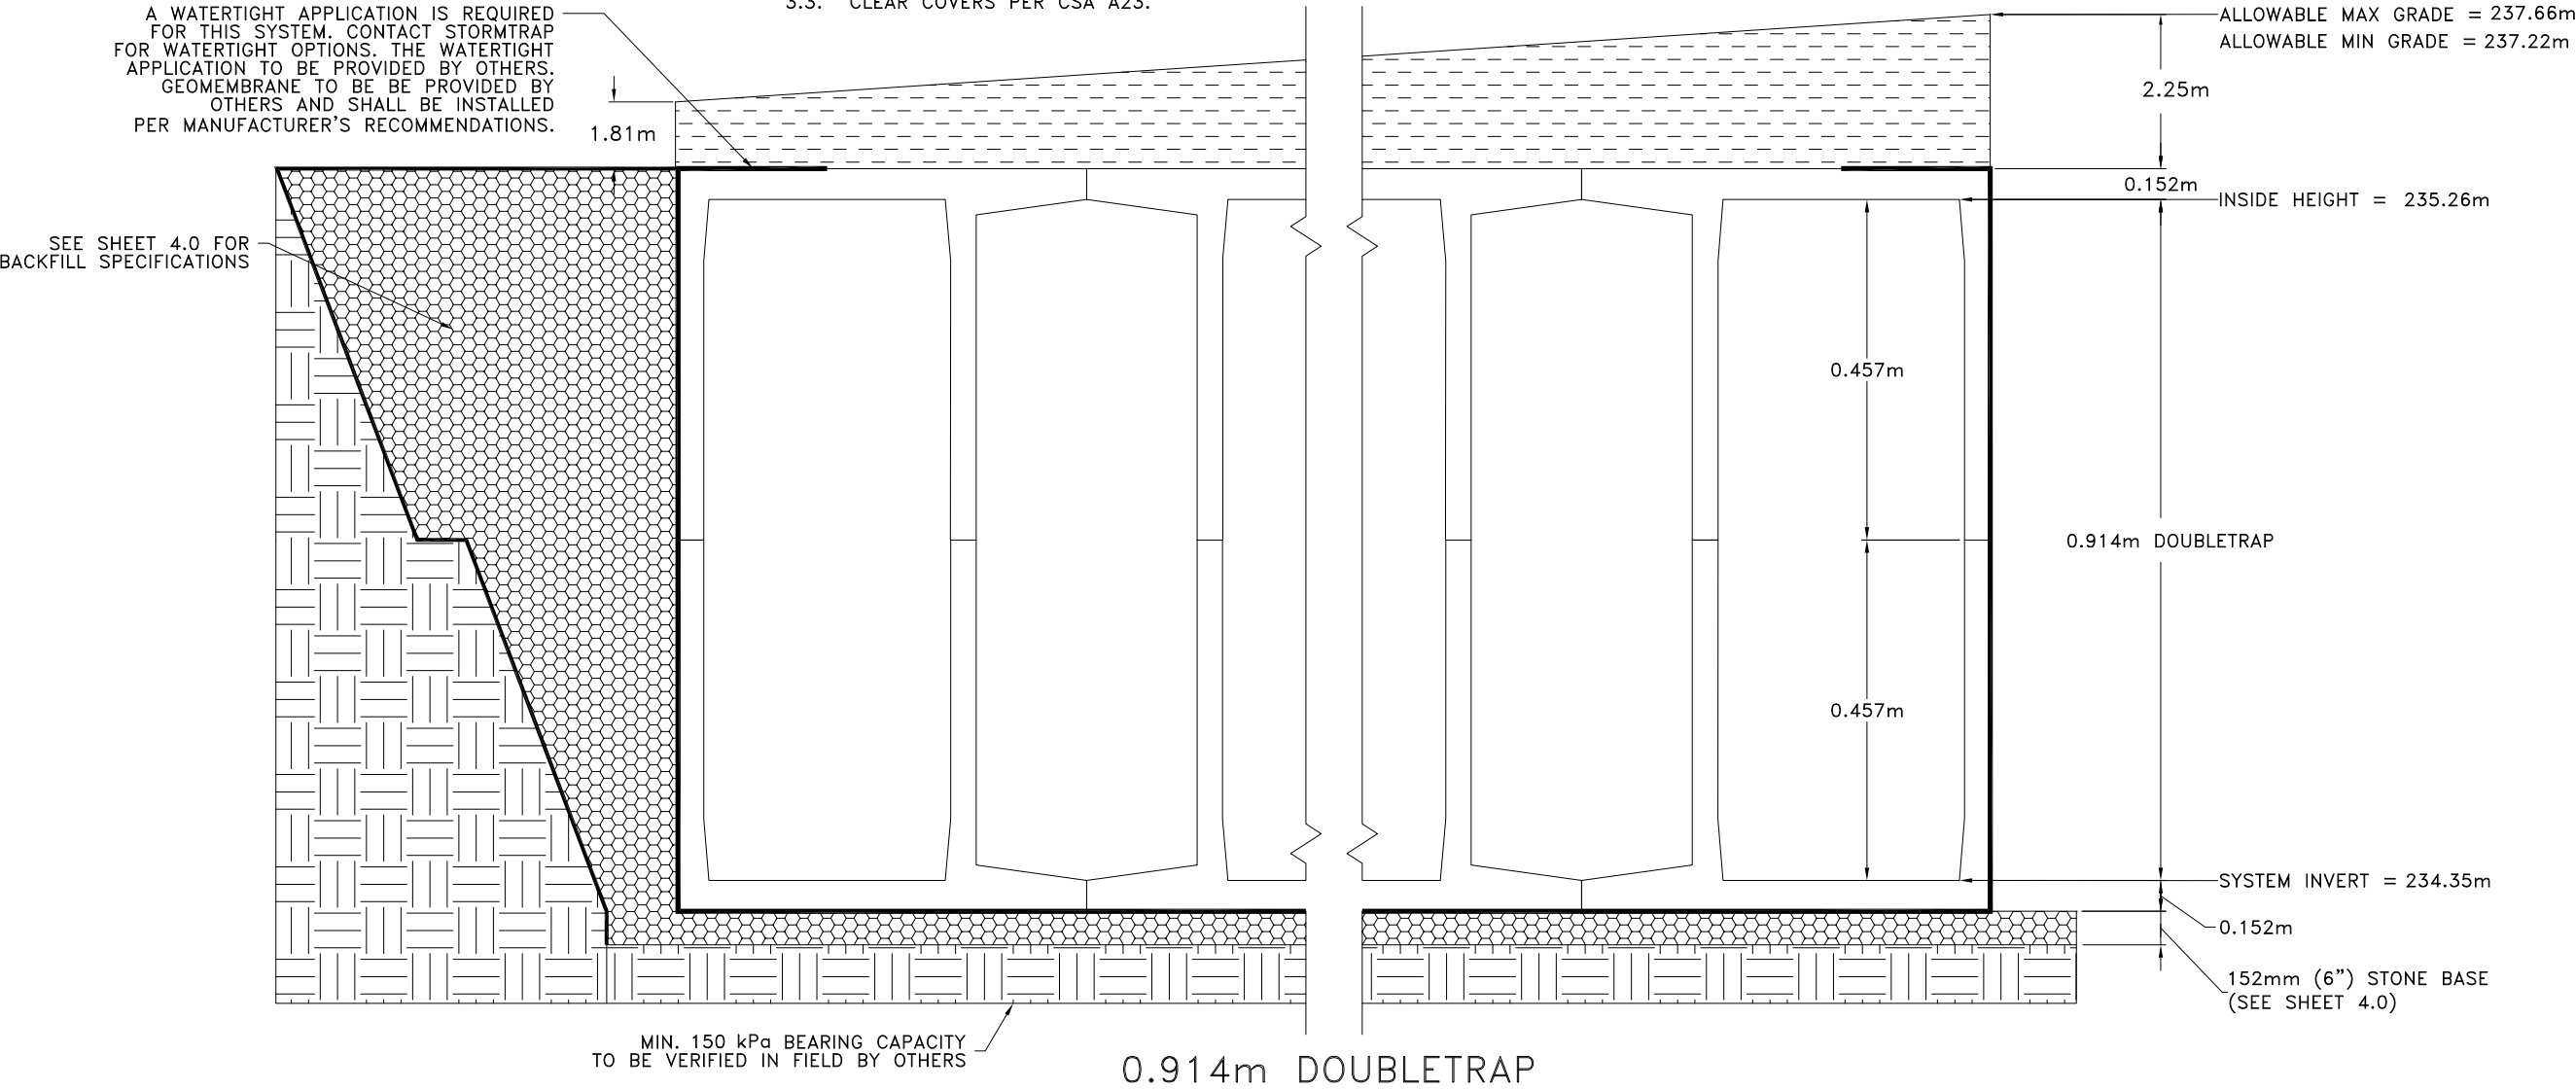 3.3. CLEAR COVERS PER CSA A23.
A WATERTIGHT APPLICATION IS REQUIRED
FOR THIS SYSTEM. CONTACT STORMTRAP
FOR WATERTIGHT OPTIONS. THE WATERTIGHT
APPLICATION TO BE PROVIDED BY OTHERS.
GEOMEMBRANE TO BE BE PROVIDED BY
OTHERS AND SHALL BE INSTALLED
PER MANUFACTURER'S RECOMMENDATIONS.
ALLOWABLE MAX GRADE = 237.66m
ALLOWABLE MIN GRADE = 237.22m
2.25m
1.81m
0.152m
INSIDE HEIGHT = 235.26m
SEE SHEET 4.0 FOR
BACKFILL SPECIFICATIONS
0.457m
0.914m DOUBLETRAP
0.457m
SYSTEM INVERT = 234.35m
0.152m
152mm (6") STONE BASE
(SEE SHEET 4.0)
MIN. 150 kPa BEARING CAPACITY
TO BE VERIFIED IN FIELD BY OTHERS
0.914m DOUBLETRAP